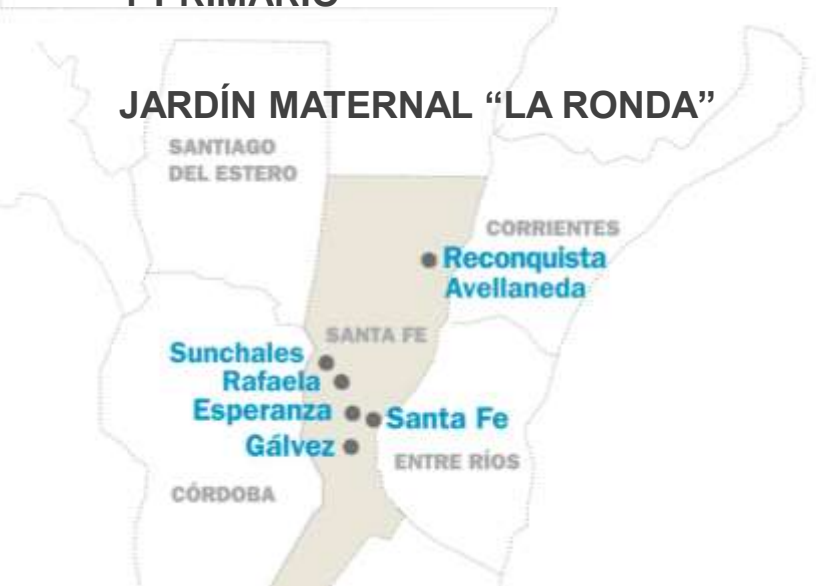 JARDÍN MATERNAL “LA RONDA”
SANTIAGO
DEL ESTERO
CORRIENTES
Reconquista
Avellaneda
SANTA FE
Sunchales
Rafaela
Esperanza
Santa Fe
Gálvez
ENTRE RÍOS
CÓRDOBA